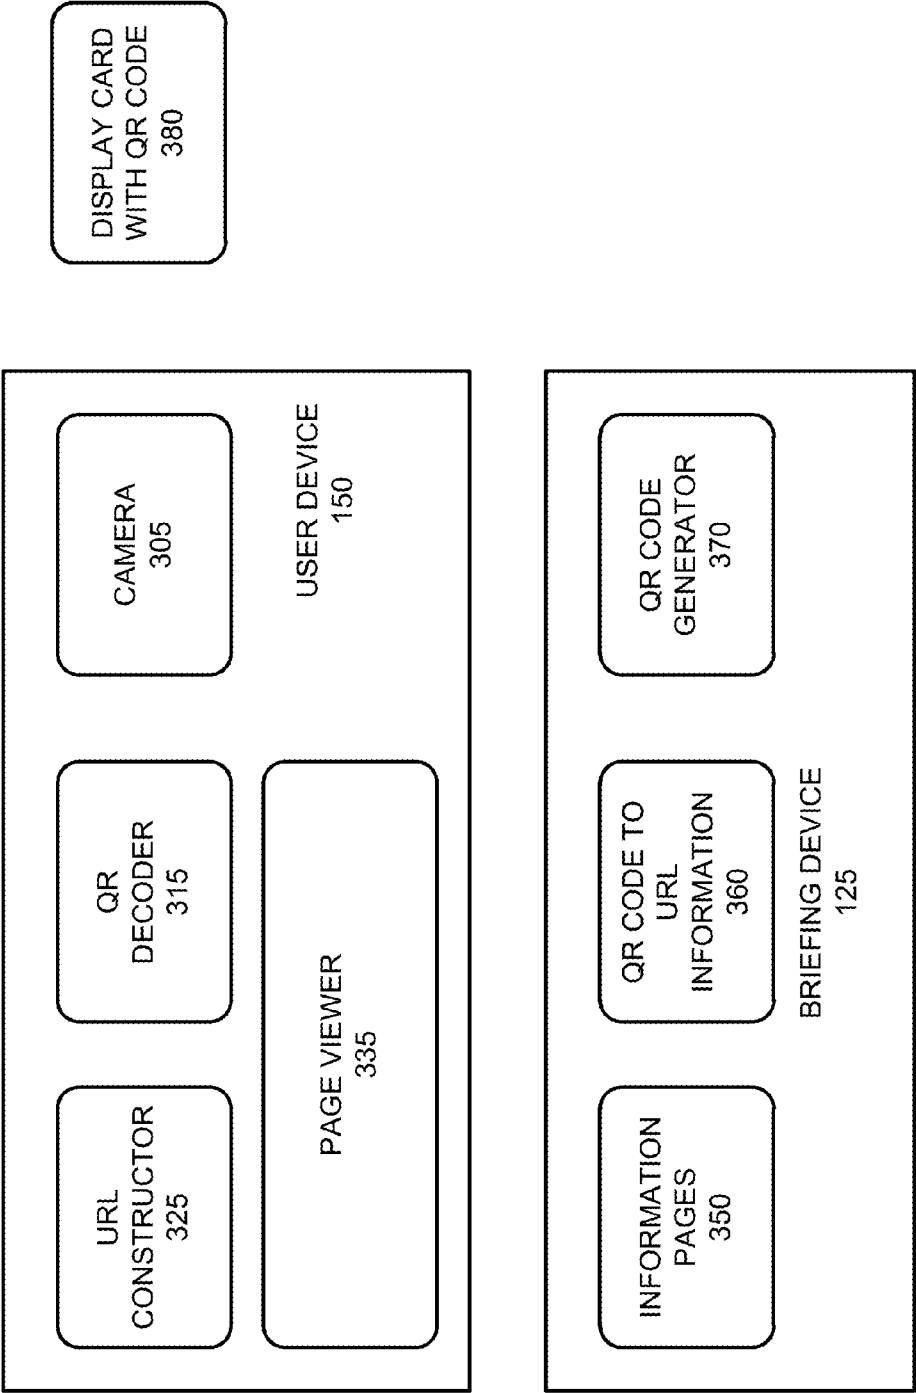 URL
CONSTRUCTOR
325
QR
DECODER
315
CAMERA
305
DISPLAY CARD
WITH QR CODE
380
PAGE VIEWER
335
USER DEVICE
150
INFORMATION
PAGES
350
QR CODE TO
URL
INFORMATION
360
QR CODE
GENERATOR
370
BRIEFING DEVICE
125